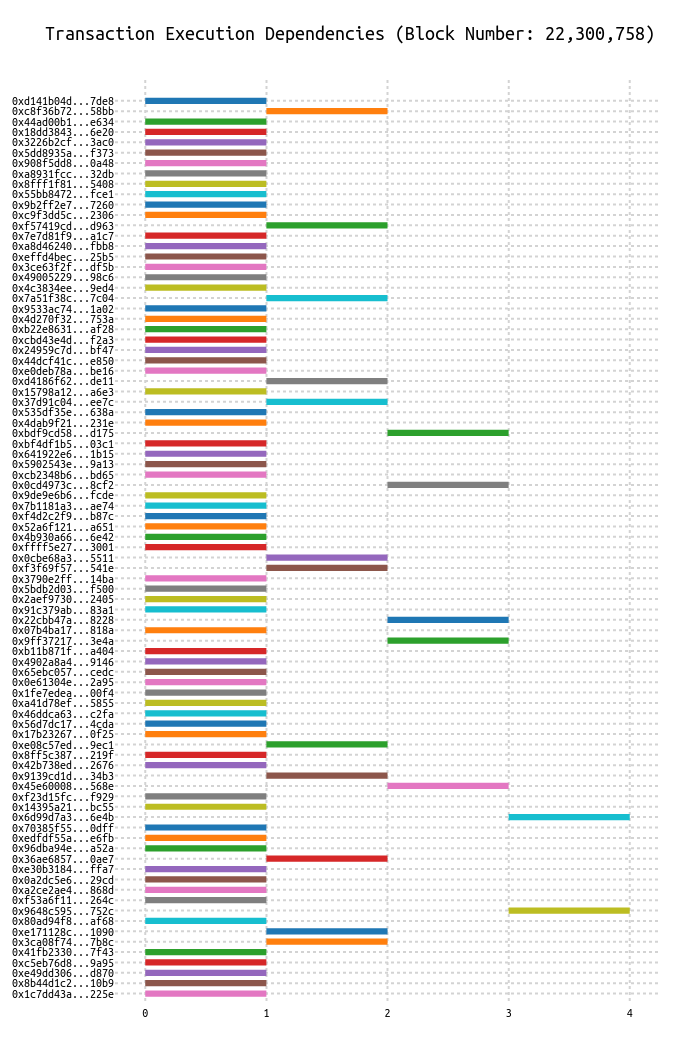 Transaction Execution Dependencies (Block Number: 22,300,758)
0xd141b04d...7de8
0xc8f36b72...58bb
0x44ad00b1...e634
0x18dd3843...6e20
0x3226b2cf...3ac0
0x5dd8935a...f373
0x908f5dd8...0a48
0xa8931fcc...32db
0x8fff1f81...5408
0x55bb8472...fce1
0x9b2ff2e7...7260
0xc9f3dd5c...2306
0xf57419cd...d963
0x7e7d81f9...a1c7
0xa8d46240...fbb8
0xeffd4bec...25b5
0x3ce63f2f...df5b
0x49005229...98c6
0x4c3834ee...9ed4
0x7a51f38c...7c04
0x9533ac74...1a02
0x4d270f32...753a
0xb22e8631...af28
0xcbd43e4d...f2a3
0x24959c7d...bf47
0x44dcf41c...e850
0xe0deb78a...be16
0xd4186f62...de11
0x15798a12...a6e3
0x37d91c04...ee7c
0x535df35e...638a
0x4dab9f21...231e
0xbdf9cd58...d175
0xbf4df1b5...03c1
0x641922e6...1b15
0x5902543e...9a13
0xcb2348b6...bd65
0x0cd4973c...8cf2
0x9de9e6b6...fcde
0x7b1181a3...ae74
0xf4d2c2f9...b87c
0x52a6f121...a651
0x4b930a66...6e42
0xffff5e27...3001
0x0cbe68a3...5511
0xf3f69f57...541e
0x3790e2ff...14ba
0x5bdb2d03...f500
0x2aef9730...2405
0x91c379ab...83a1
0x22cbb47a...8228
0x07b4ba17...818a
0x9ff37217...3e4a
0xb11b871f...a404
0x4902a8a4...9146
0x65ebc057...cedc
0x0e61304e...2a95
0x1fe7edea...00f4
0xa41d78ef...5855
0x46ddca63...c2fa
0x56d7dc17...4cda
0x17b23267...0f25
0xe08c57ed...9ec1
0x8ff5c387...219f
0x42b738ed...2676
0x9139cd1d...34b3
0x45e60008...568e
0xf23d15fc...f929
0x14395a21...bc55
0x6d99d7a3...6e4b
0x70385f55...0dff
0xedfdf55a...e6fb
0x96dba94e...a52a
0x36ae6857...0ae7
0xe30b3184...ffa7
0x0a2dc5e6...29cd
0xa2ce2ae4...868d
0xf53a6f11...264c
0x9648c595...752c
0x80ad94f8...af68
0xe171128c...1090
0x3ca08f74...7b8c
0x41fb2330...7f43
0xc5eb76d8...9a95
0xe49dd306...d870
0x8b44d1c2...10b9
0x1c7dd43a...225e
0 1 2 3 4